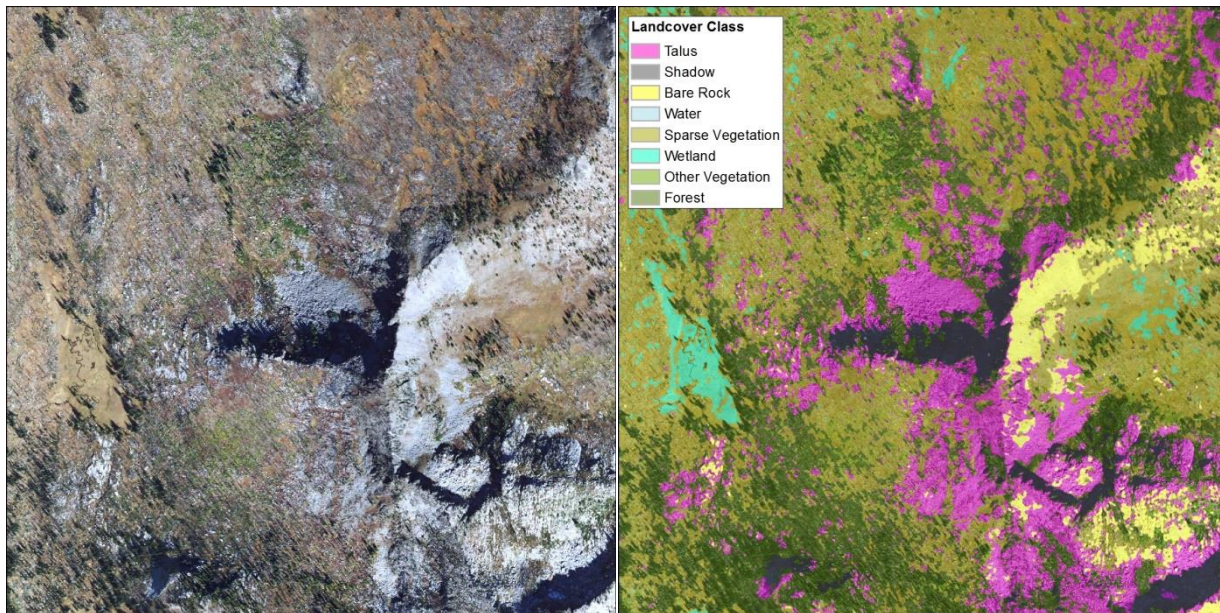 Landcover Class
Talus
Shadow
Bare Rock
Water
Sparse Vegetation
Wetland
Other Vegetation
Forest